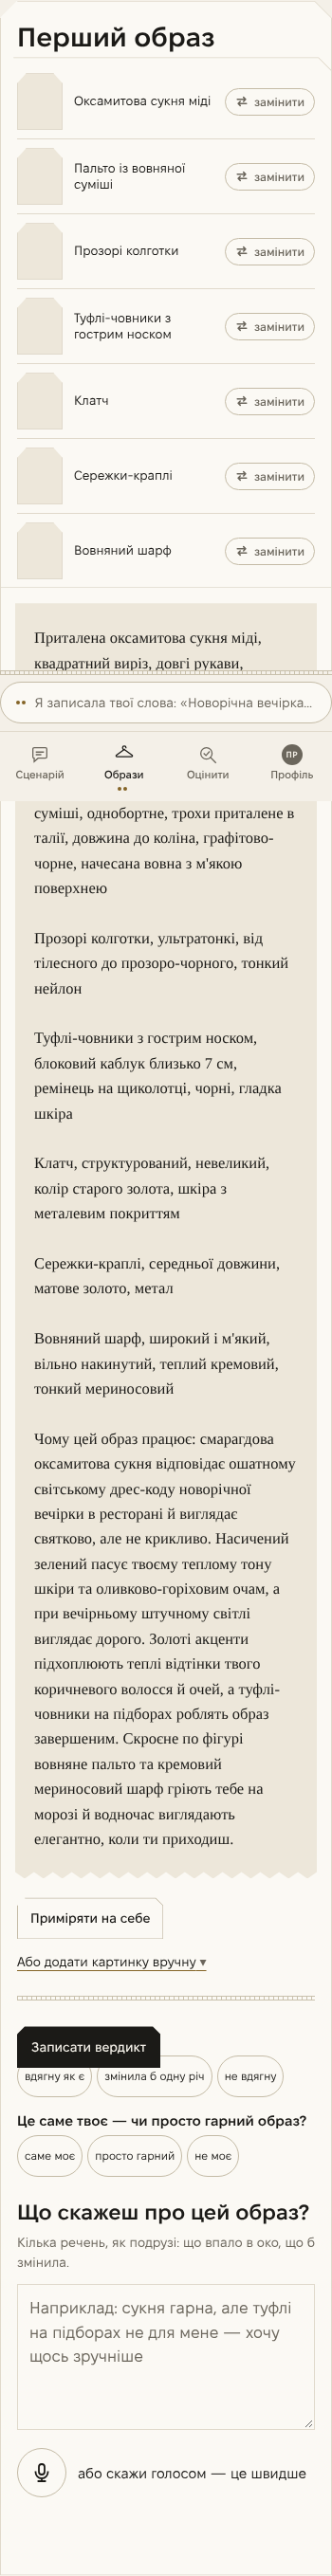 Перший образ
Оксамитова сукня міді
замінити
Пальто із вовняної
суміші
замінити
Прозорі колготки
замінити
Туфлі-човники з
гострим носком
замінити
Клатч
замінити
Сережки-краплі
замінити
Вовняний шарф
замінити
Приталена оксамитова сукня міді,
квадратний виріз, довгі рукави,
Я записала твої слова: «Новорічна вечірка...
Сценарій
Образи
Оцінити
ПР
Профіль
суміші, однобортне, трохи приталене в
талії, довжина до коліна, графітово-
чорне, начесана вовна з м'якою
поверхнею
Прозорі колготки, ультратонкі, від
тілесного до прозоро-чорного, тонкий
нейлон
Туфлі-човники з гострим носком,
блоковий каблук близько 7 см,
ремінець на щиколотці, чорні, гладка
шкіра
Клатч, структурований, невеликий,
колір старого золота, шкіра з
металевим покриттям
Сережки-краплі, середньої довжини,
матове золото, метал
Вовняний шарф, широкий і м'який,
вільно накинутий, теплий кремовий,
тонкий мериносовий
Чому цей образ працює: смарагдова
оксамитова сукня відповідає ошатному
світському дрес-коду новорічної
вечірки в ресторані й виглядає
святково, але не крикливо. Насичений
зелений пасує твоєму теплому тону
шкіри та оливково-горіховим очам, а
при вечірньому штучному світлі
виглядає дорого. Золоті акценти
підхоплюють теплі відтінки твого
коричневого волосся й очей, а туфлі-
човники на підборах роблять образ
завершеним. Скроєне по фігурі
вовняне пальто та кремовий
мериносовий шарф гріють тебе на
морозі й водночас виглядають
елегантно, коли ти приходиш.
Приміряти на себе
Або додати картинку вручну ▾
Записати вердикт
вдягну як є
змінила б одну річ
не вдягну
Це саме твоє — чи просто гарний образ?
саме моє
просто гарний
не моє
Що скажеш про цей образ?
Кілька речень, як подрузі: що впало в око, що б
змінила.
Наприклад: сукня гарна, але туфлі
на підборах не для мене — хочу
щось зручніше
або скажи голосом — це швидше